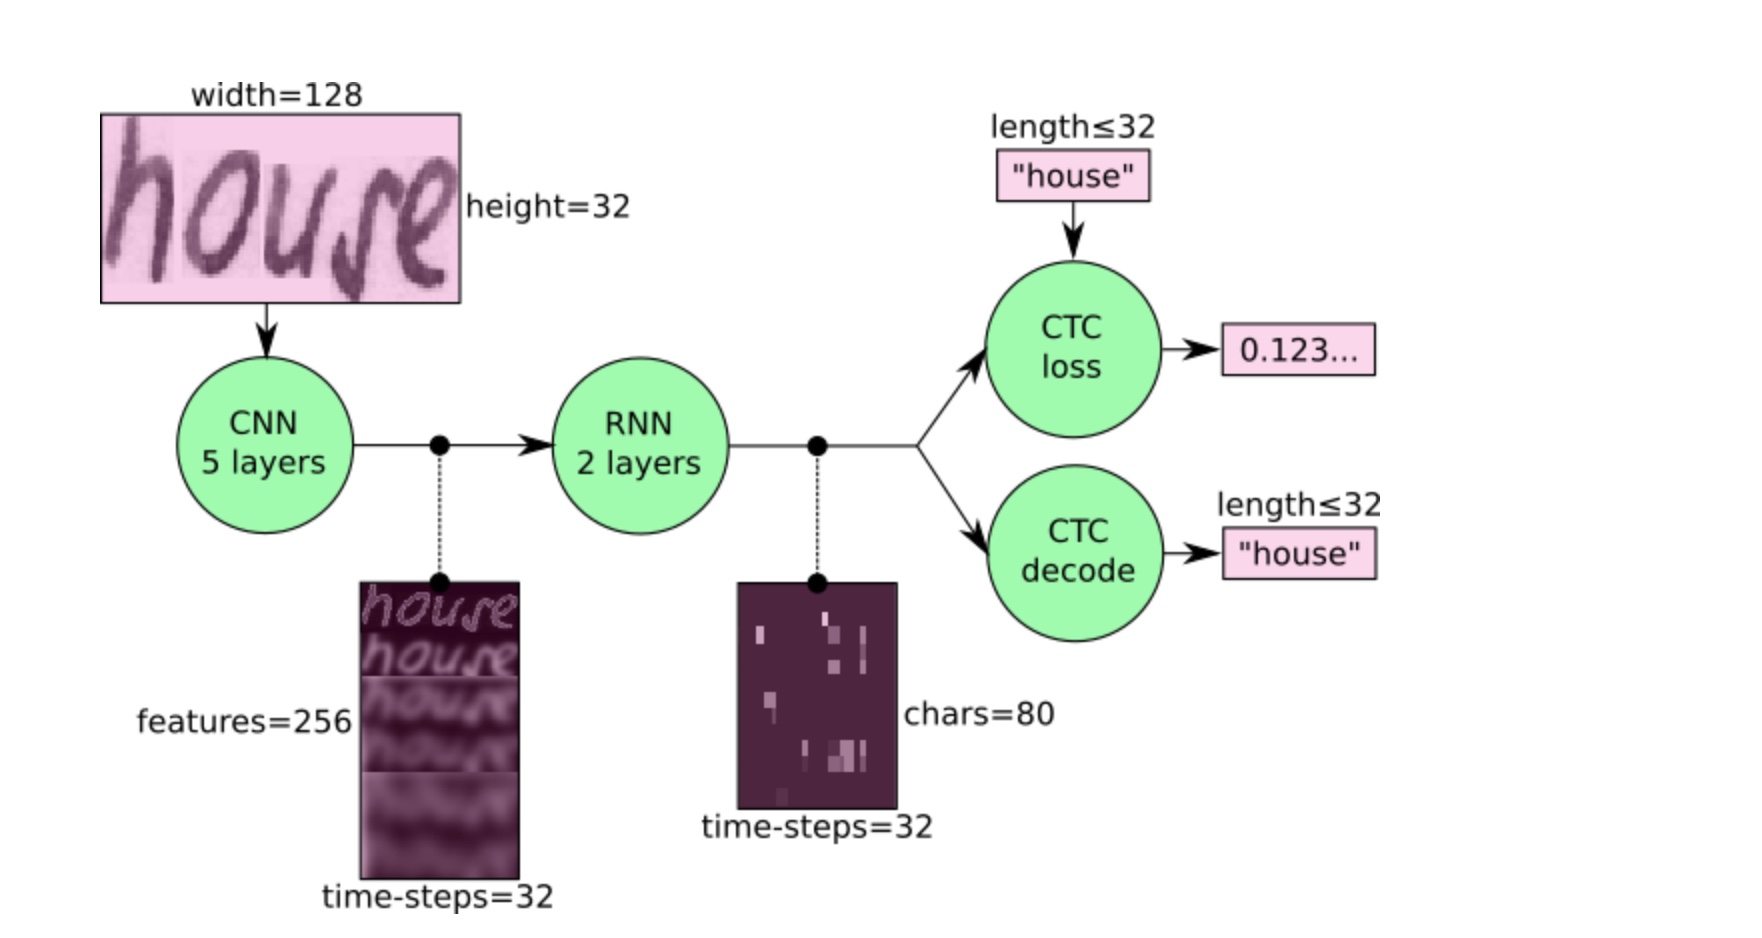 width=128
house
height=32
CNN
5 layers
house
house
house
house
features=256
time-steps=32
RNN
2 layers
chars=80
time-steps=32
length≤32
"house"
CTC
loss
0.123...
CTC
decode
length≤32
"house"